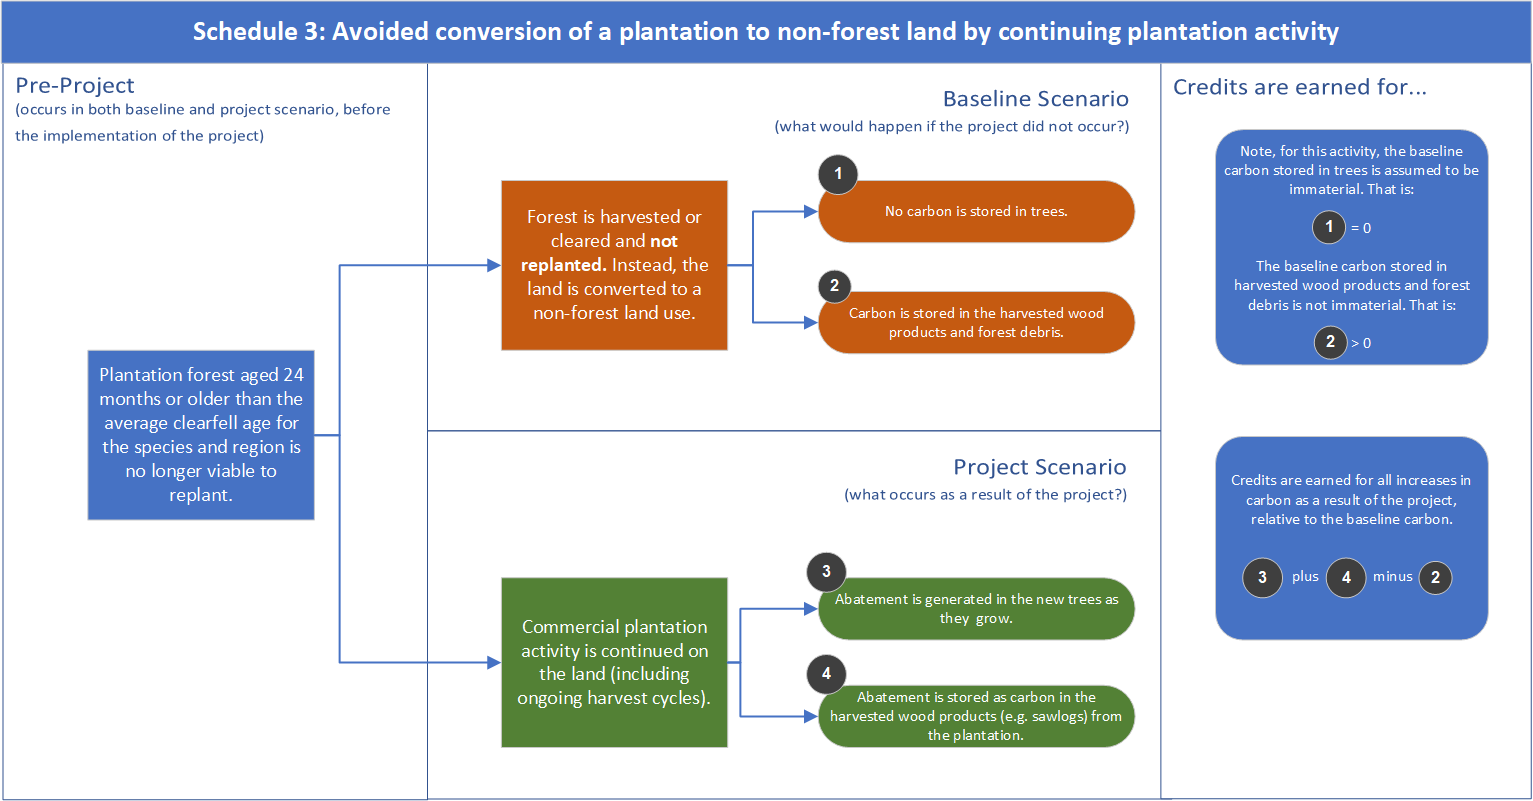 Schedule 3: Avoided conversion of a plantation to non-forest land by continuing plantation activity
Pre-Project
(occurs in both baseline and project scenario, before
the implementation of the project)
Plantation forest aged 24
months or older than the
average clearfell age for
the species and region is
no longer viable to
replant.
Baseline Scenario
(what would happen if the project did not occur?)
Forest is harvested or
cleared and not
replanted. Instead, the
land is converted to a
non-forest land use.
1
No carbon is stored in trees.
2
Carbon is stored in the harvested wood
products and forest debris.
Project Scenario
(what occurs as a result of the project?)
Commercial plantation
activity is continued on
the land (including
ongoing harvest cycles).
3
Abatement is generated in the new trees as
they grow.
4
Abatement is stored as carbon in the
harvested wood products (e.g. sawlogs) from
the plantation.
Credits are earned for...
Note, for this activity, the baseline
carbon stored in trees is assumed to be
immaterial. That is:
1 = 0
The baseline carbon stored in
harvested wood products and forest
debris is not immaterial. That is:
2 > 0
Credits are earned for all increases in
carbon as a result of the project,
relative to the baseline carbon.
3 plus 4 minus 2